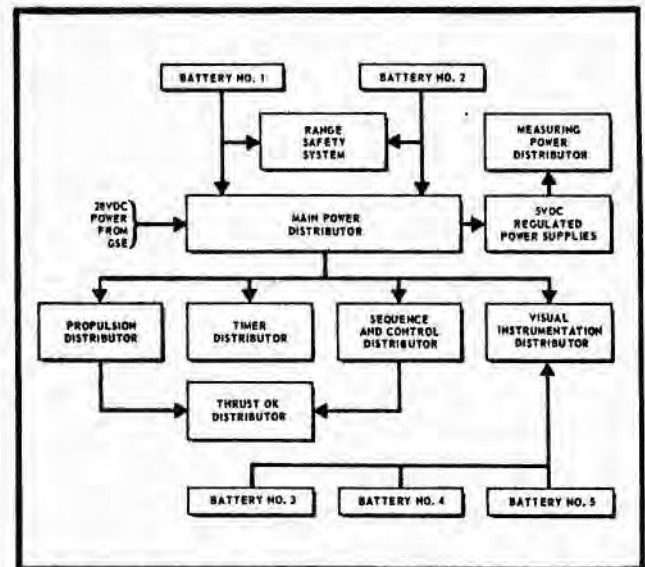 BATTERY NO. 1
BATTERY NO. 2
RANGE
SAFETY
SYSTEM
MEASURING
POWER
DISTRIBUTOR
28VDC
POWER
FROM
GSE
MAIN POWER
DISTRIBUTOR
5VDC
REGULATED
POWER SUPPLIES
PROPULSION
DISTRIBUTOR
TIMER
DISTRIBUTOR
SEQUENCE
AND CONTROL
DISTRIBUTOR
VISUAL
INSTRUMENTATION
DISTRIBUTOR
THRUST OK
DISTRIBUTOR
BATTERY NO. 3
BATTERY NO. 4
BATTERY NO. 5